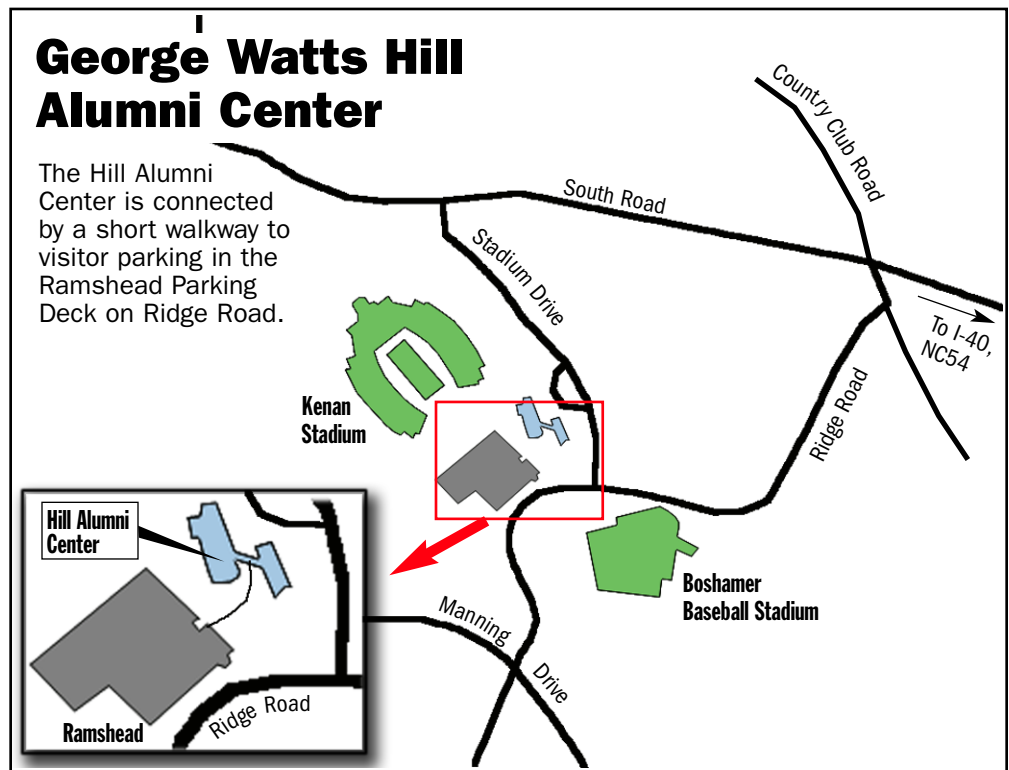 George Watts Hill
Alumni Center
The Hill Alumni
Center is connected
by a short walkway to
visitor parking in the
Ramshead Parking
Deck on Ridge Road.
Country Club Road
South Road
Stadium Drive
To I-40,
NC54
Ridge Road
Kenan
Stadium
Hill Alumni
Center
Boshamer
Baseball Stadium
Manning
Drive
Ridge Road
Ramshead